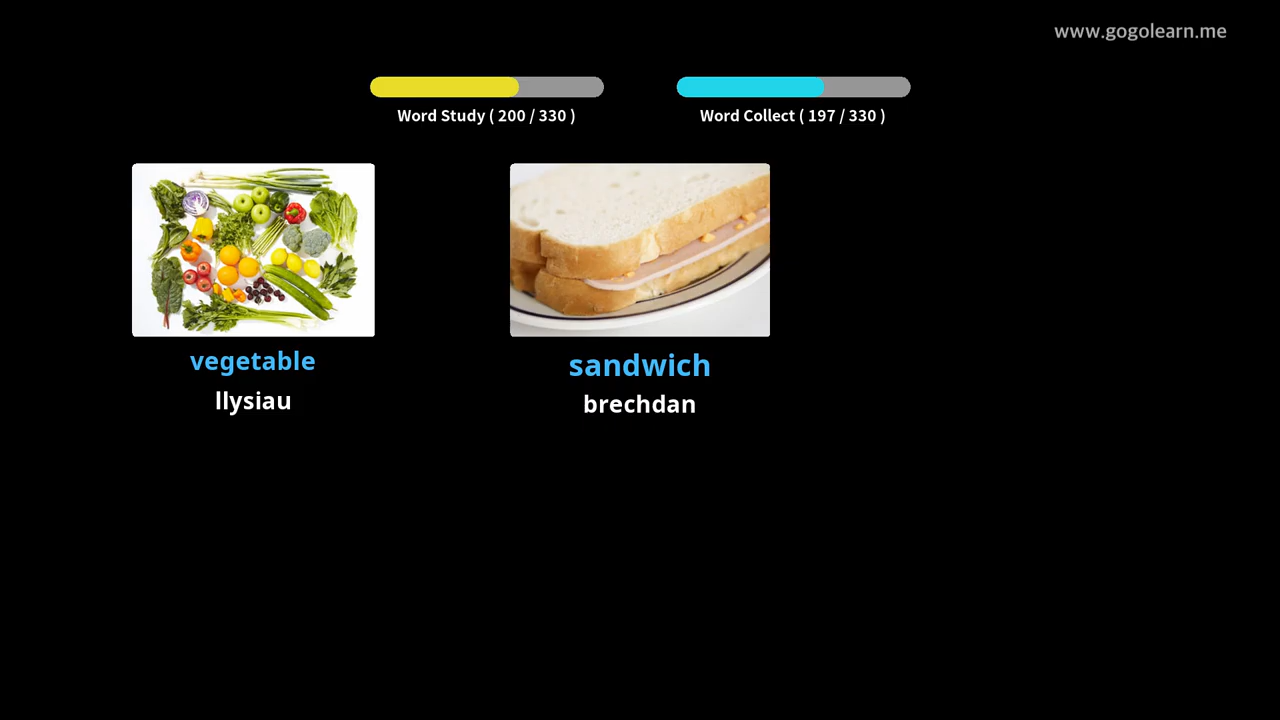 www.gogolearn.me
Word Study ( 200 / 330 )
Word Collect ( 197 / 330 )
vegetable
llysiau
sandwich
brechdan